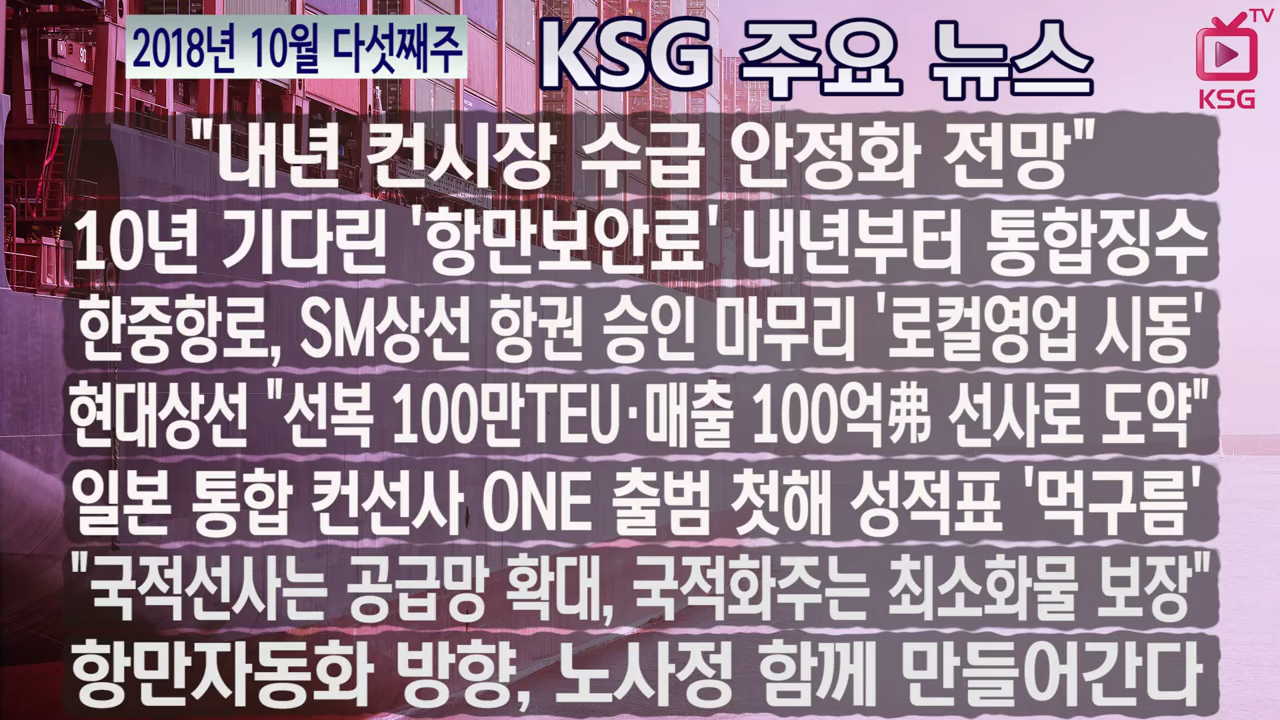 2018년 10월 다섯째주
KSG 주요 뉴스
TV
KSG
"내년 컨시장 수급 안정화 전망"
10년 기다린 '항만보안료' 내년부터 통합징수
한중항로, SM상선 항권 승인 마무리 '로컬영업 시동'
현대상선 "선복 100만TEU·매출 100억弗 선사로 도약"
일본 통합 컨선사 ONE 출범 첫해 성적표 '먹구름'
"국적선사는 공급망 확대, 국적화주는 최소화물 보장"
항만자동화 방향, 노사정 함께 만들어간다